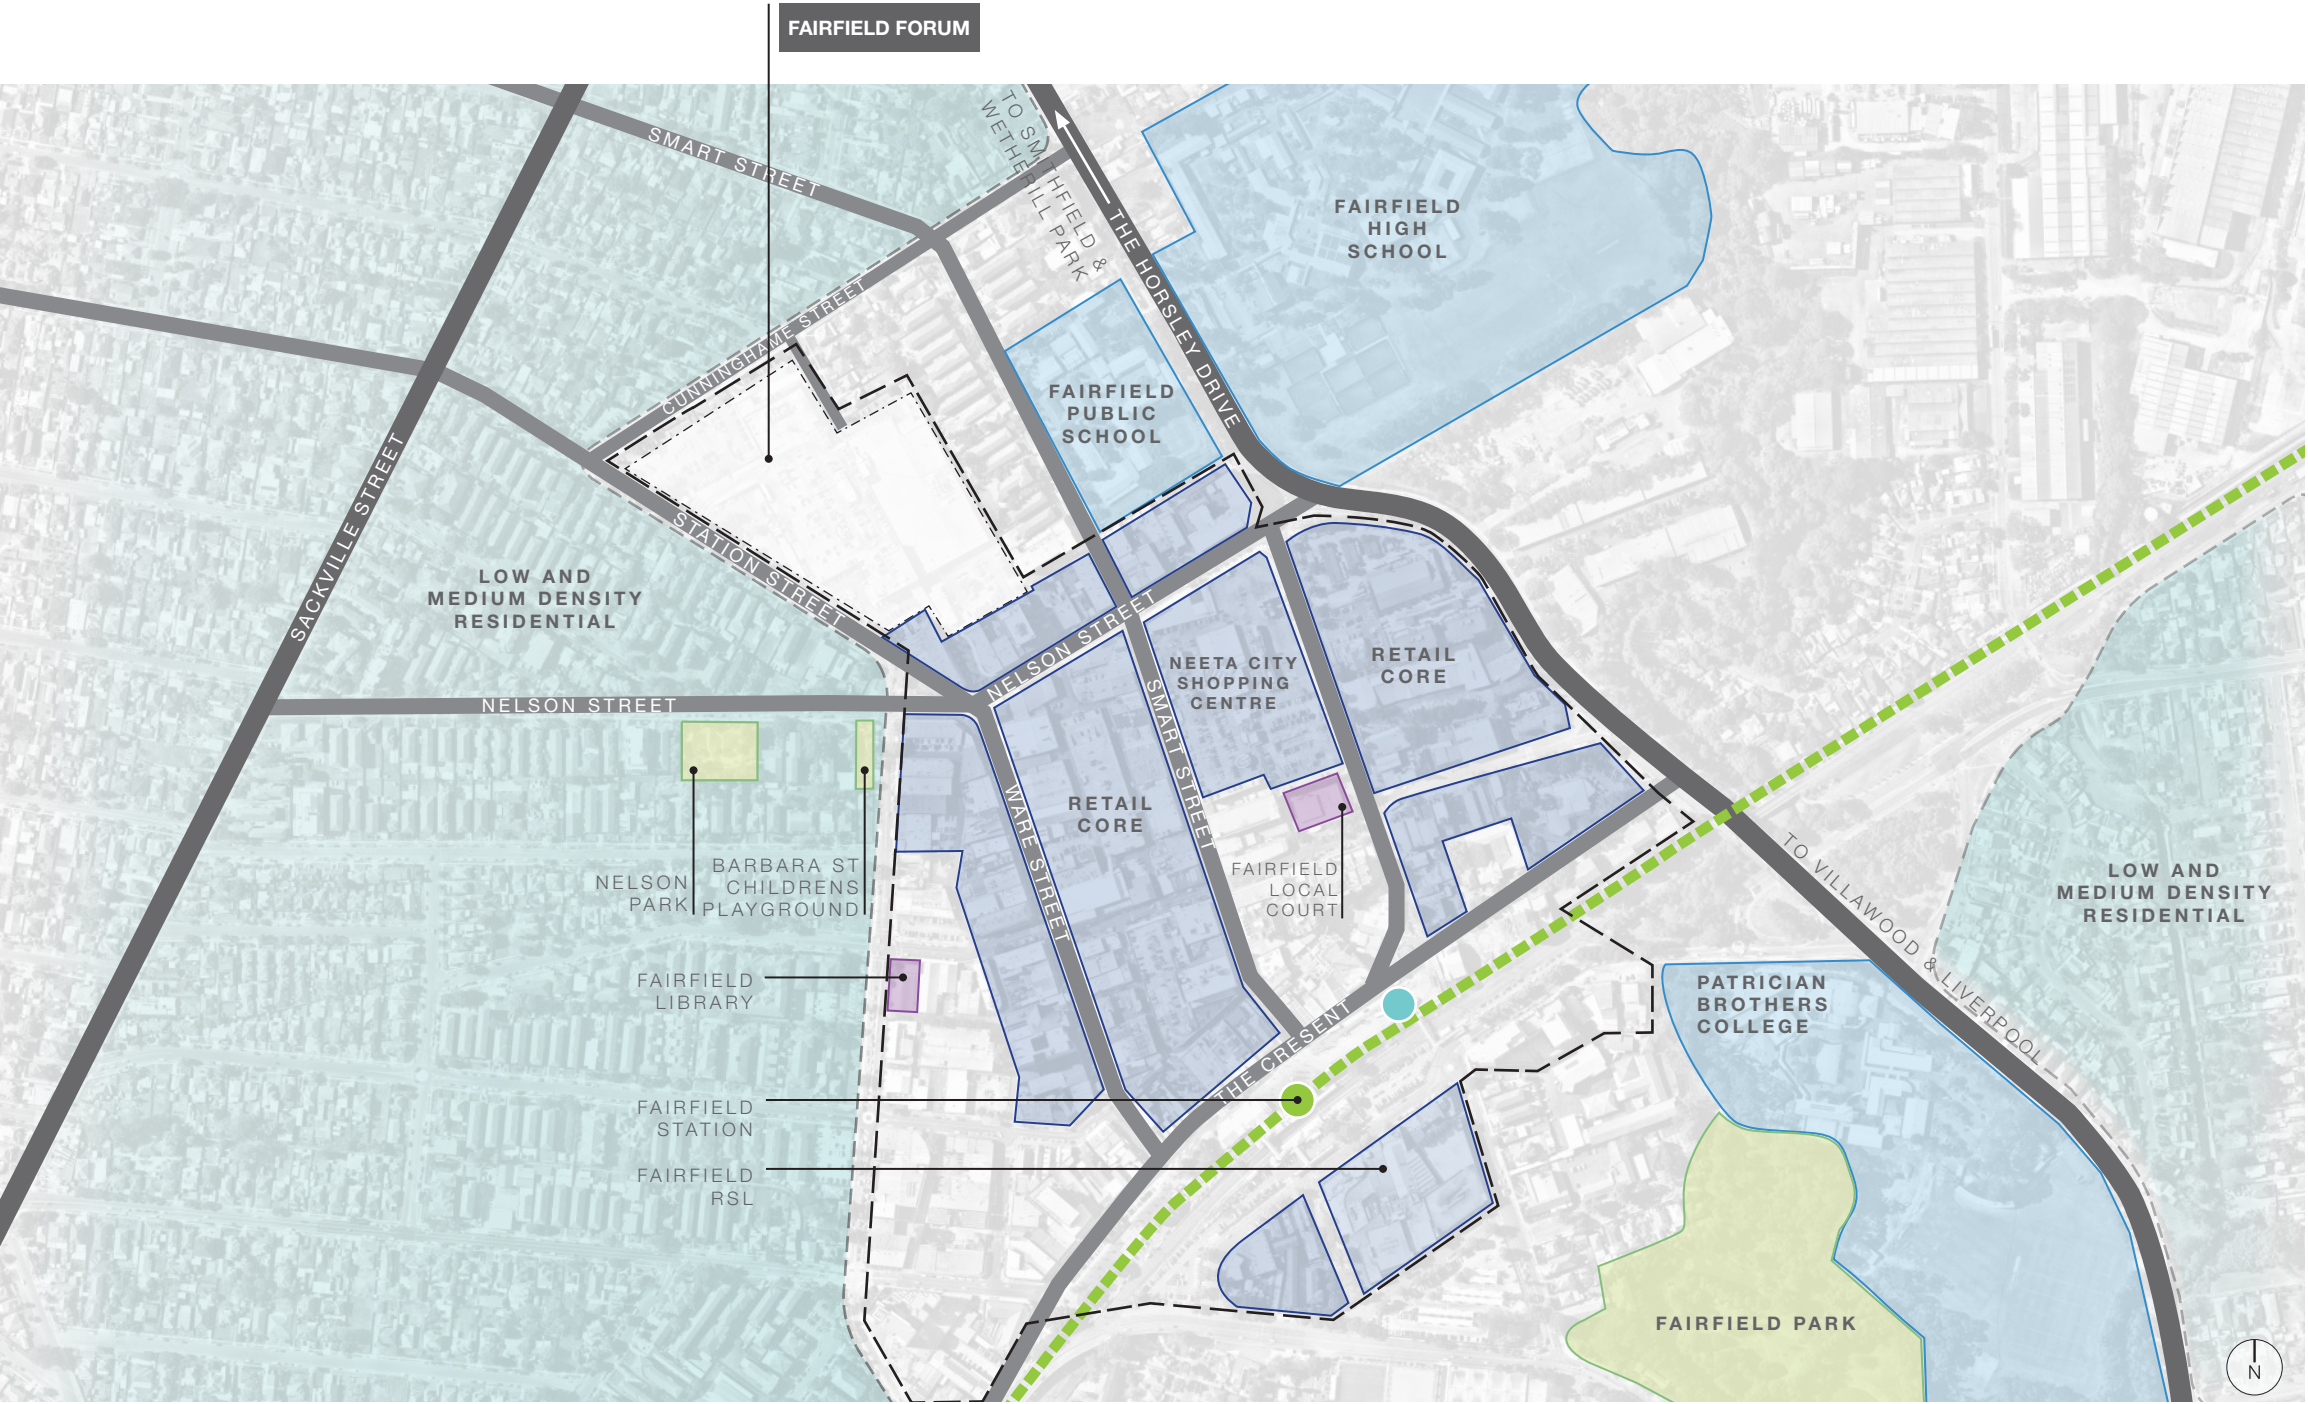 FAIRFIELD FORUM
SMART STREET
TO SMITHFIELD &
WETHERILL PARK
THE HORSLEY DRIVE
FAIRFIELD
HIGH
SCHOOL
CUNNINGHAME STREET
FAIRFIELD
PUBLIC
SCHOOL
SACKVILLE STREET
STATION STREET
LOW AND
MEDIUM DENSITY
RESIDENTIAL
NELSON STREET
NELSON STREET
NEETA CITY
SHOPPING
CENTRE
RETAIL
CORE
SMART STREET
WARE STREET
RETAIL
CORE
NELSON
PARK
BARBARA ST
CHILDRENS
PLAYGROUND
FAIRFIELD
LOCAL
COURT
TO VILLAWOOD & LIVERPOOL
LOW AND
MEDIUM DENSITY
RESIDENTIAL
FAIRFIELD
LIBRARY
PATRICIAN
BROTHERS
COLLEGE
THE CRESENT
FAIRFIELD
STATION
FAIRFIELD
RSL
FAIRFIELD PARK
N